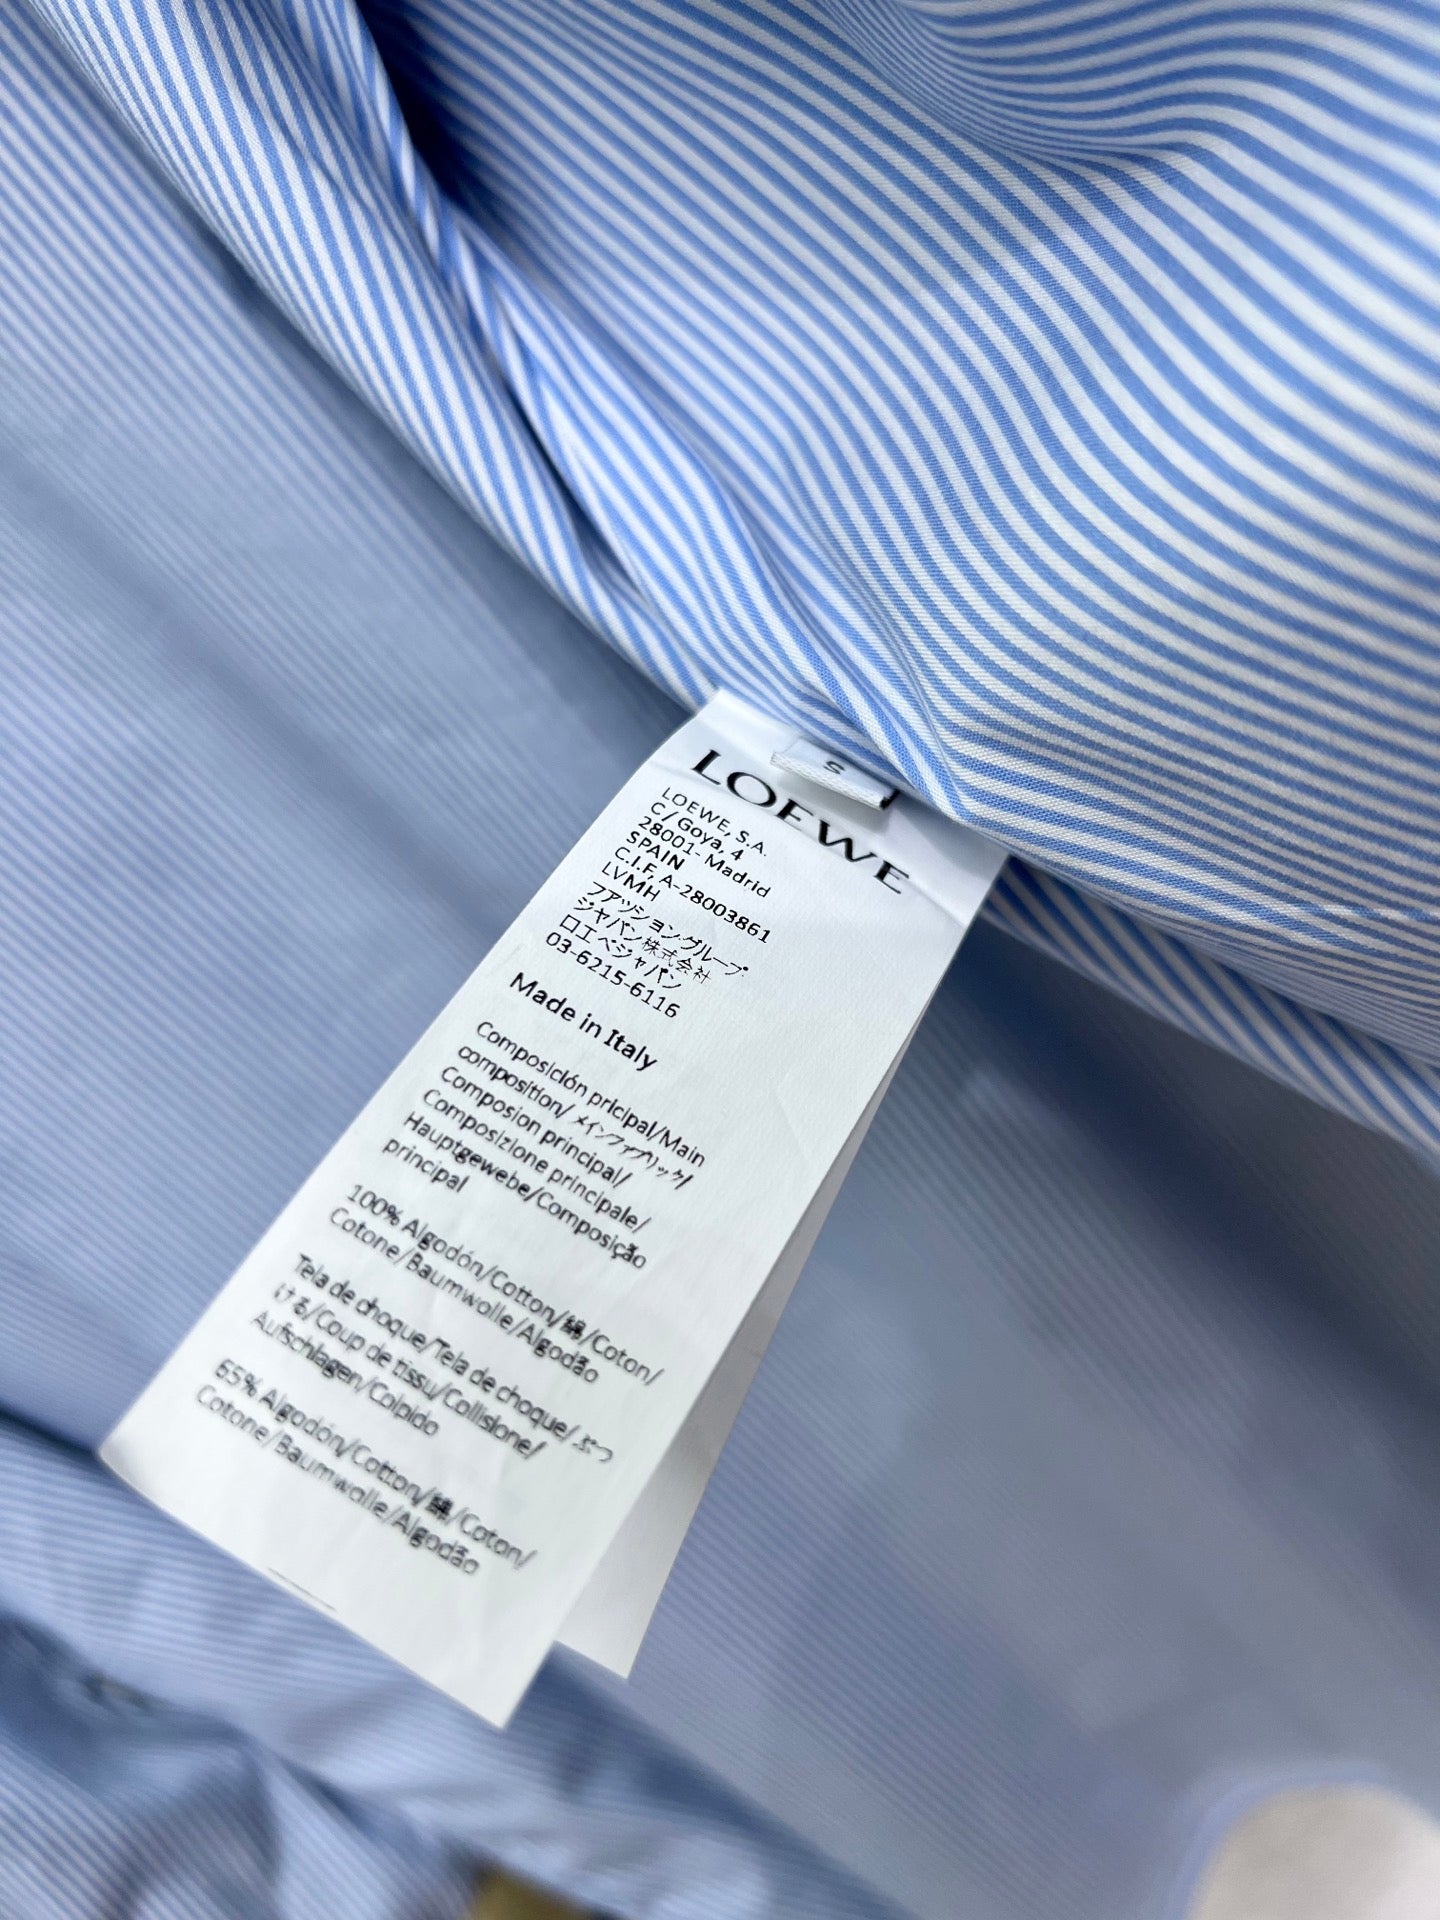 S
LOEWE
LOEWE, S.A.
C/Goya, 4
28001- Madrid
SPAIN
C.I.F, A-28003861
LVMH
フアツション.グループ
ジヤパン株式会社
ロエベジャパン
03-6215-6116
Made in Italy
Composición pricipal/Main
composition/メインファブリック/
Composion principal/
Composizione principale/
Hauptgewebe/Composição
principal
100% Algodón/Cotton/綿/Coton/
Cotone/Baumwolle/Algodão
Tela de choque/Tela de choque/ぶつ
ける/Coup de tissu/Collisione/
Aufschlagen/Colpido
65% Algodón/Cotton/綿/Coton/
Cotone/Baumwolle/Algodão